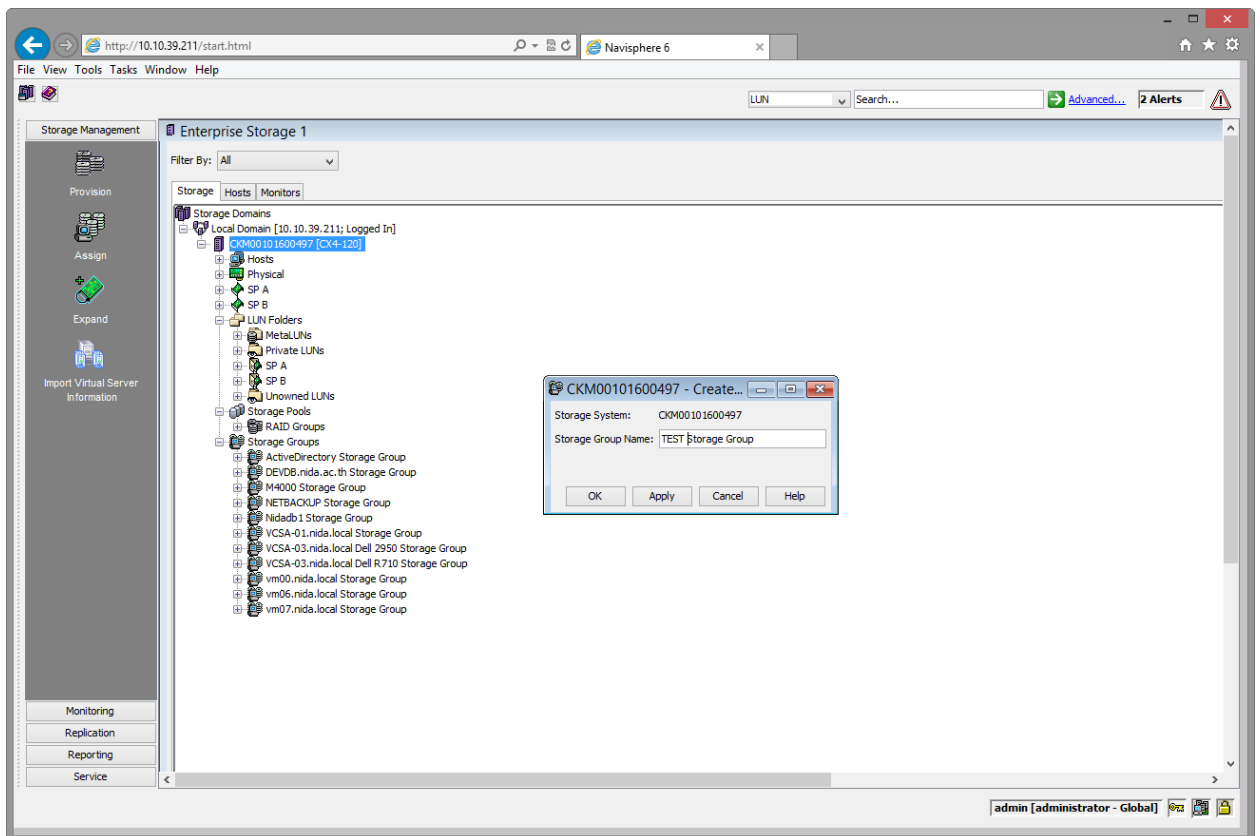 http://10.10.39.211/start.html
Navisphere 6
File View Tools Tasks Window Help
LUN
Search...
Advanced...
2 Alerts
Storage Management
Enterprise Storage 1
Filter By: All
Provision
Storage Hosts Monitors
Storage Domains
Local Domain [10.10.39.211; Logged In]
CKM00101600497 [CX4-120]
Assign
Hosts
Physical
SP A
SP B
Expand
LUN Folders
MetaLUNs
Private LUNs
SP A
SP B
Unowned LUNs
Import Virtual Server
Information
Storage Pools
RAID Groups
Storage Groups
ActiveDirectory Storage Group
DEVDB.nida.ac.th Storage Group
M4000 Storage Group
NETBACKUP Storage Group
Nidadb1 Storage Group
VCSA-01.nida.local Storage Group
VCSA-03.nida.local Dell 2950 Storage Group
VCSA-03.nida.local Dell R710 Storage Group
vm00.nida.local Storage Group
vm06.nida.local Storage Group
vm07.nida.local Storage Group
CKM00101600497 - Create...
Storage System: CKM00101600497
Storage Group Name: TEST Storage Group
OK Apply Cancel Help
Monitoring
Replication
Reporting
Service
admin [administrator - Global]